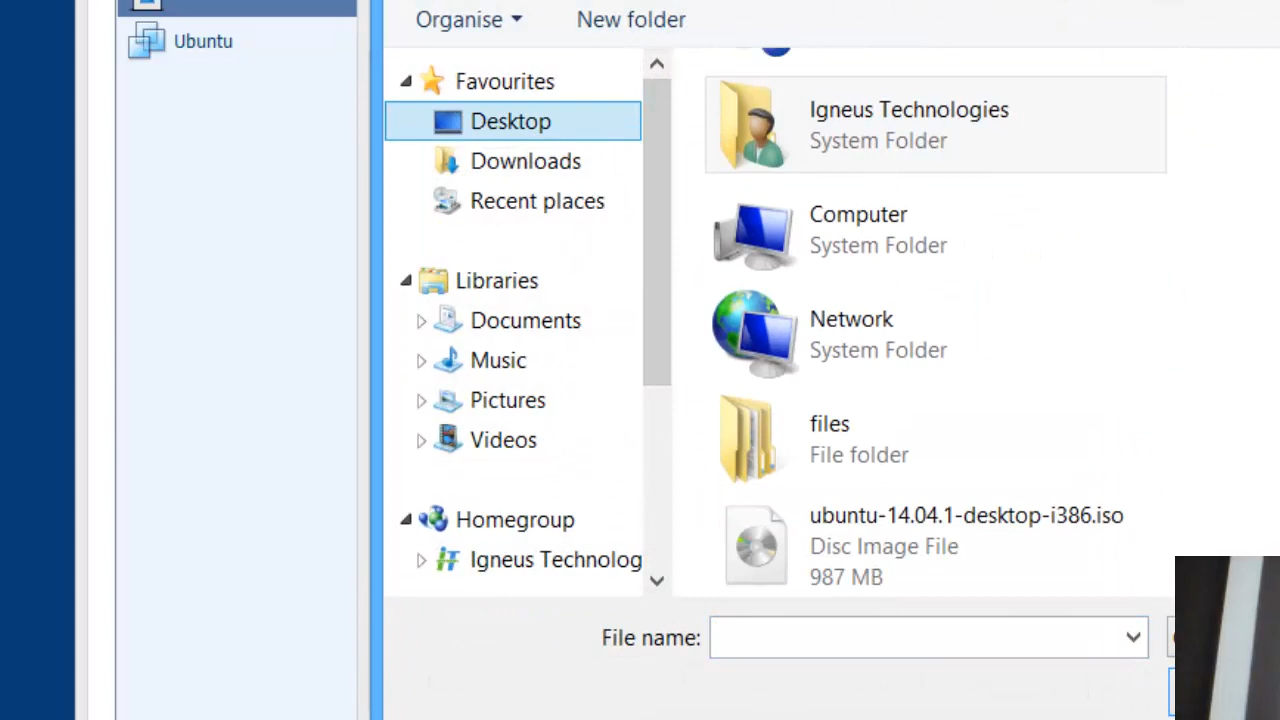 Organise
New folder
Ubuntu
Favourites
Desktop
Downloads
Recent places
Libraries
Documents
Music
Pictures
Videos
Homegroup
Igneus Technolog
Igneus Technologies
System Folder
Computer
System Folder
Network
System Folder
files
File folder
ubuntu-14.04.1-desktop-i386.iso
Disc Image File
987 MB
File name: